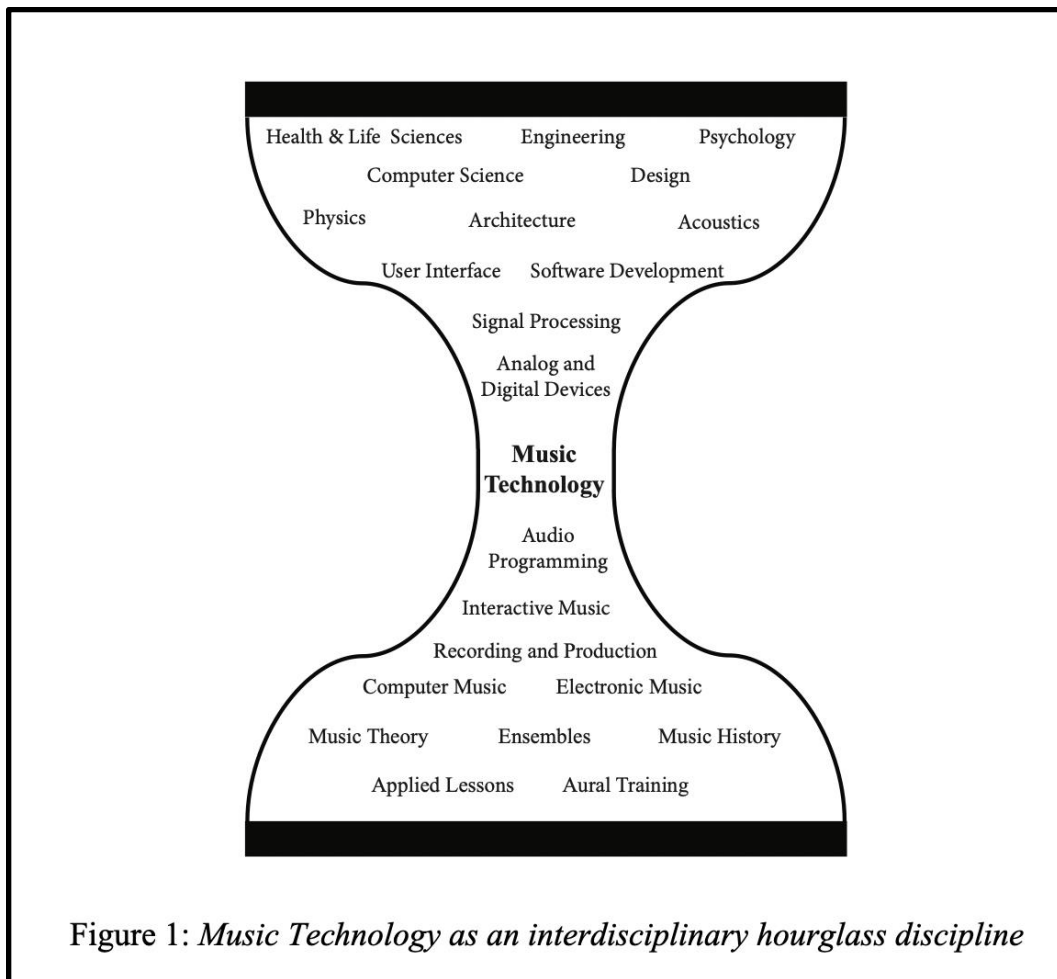 Health & Life Sciences Engineering Psychology
Computer Science Design
Physics Architecture Acoustics
User Interface Software Development
Signal Processing
Analog and
Digital Devices
Music
Technology
Audio
Programming
Interactive Music
Recording and Production
Computer Music Electronic Music
Music Theory Ensembles Music History
Applied Lessons Aural Training
Figure 1: Music Technology as an interdisciplinary hourglass discipline